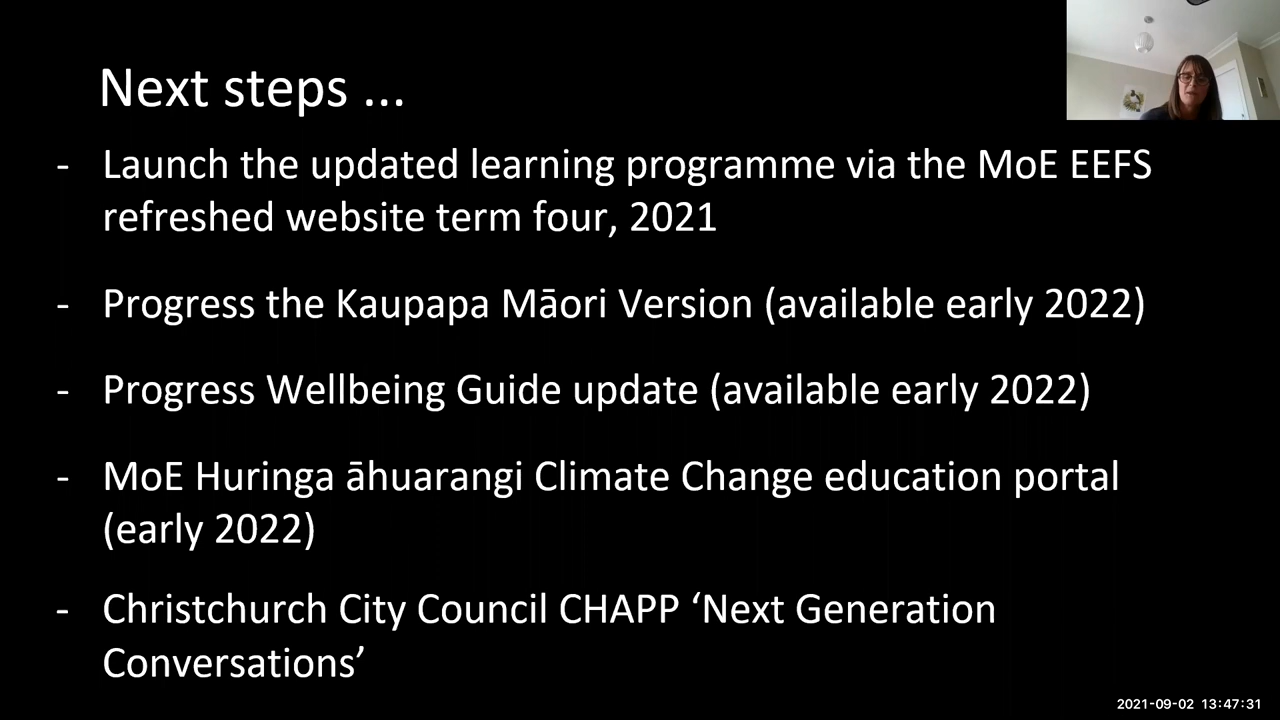 Next steps ...
- Launch the updated learning programme via the MoE EEFS
refreshed website term four, 2021
- Progress the Kaupapa Māori Version (available early 2022)
- Progress Wellbeing Guide update (available early 2022)
- MoE Huringa āhuarangi Climate Change education portal
(early 2022)
- Christchurch City Council CHAPP ‘Next Generation
Conversations’
2021-09-02 13:47:31